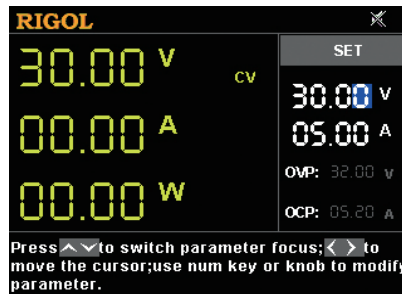 RIGOL
30.00 V CV
00.00 A
00.00 W
SET
30.00 V
05.00 A
OVP: 32.00 V
OCP: 05.20 A
Press to switch parameter focus; to
move the cursor;use num key or knob to modify
parameter.